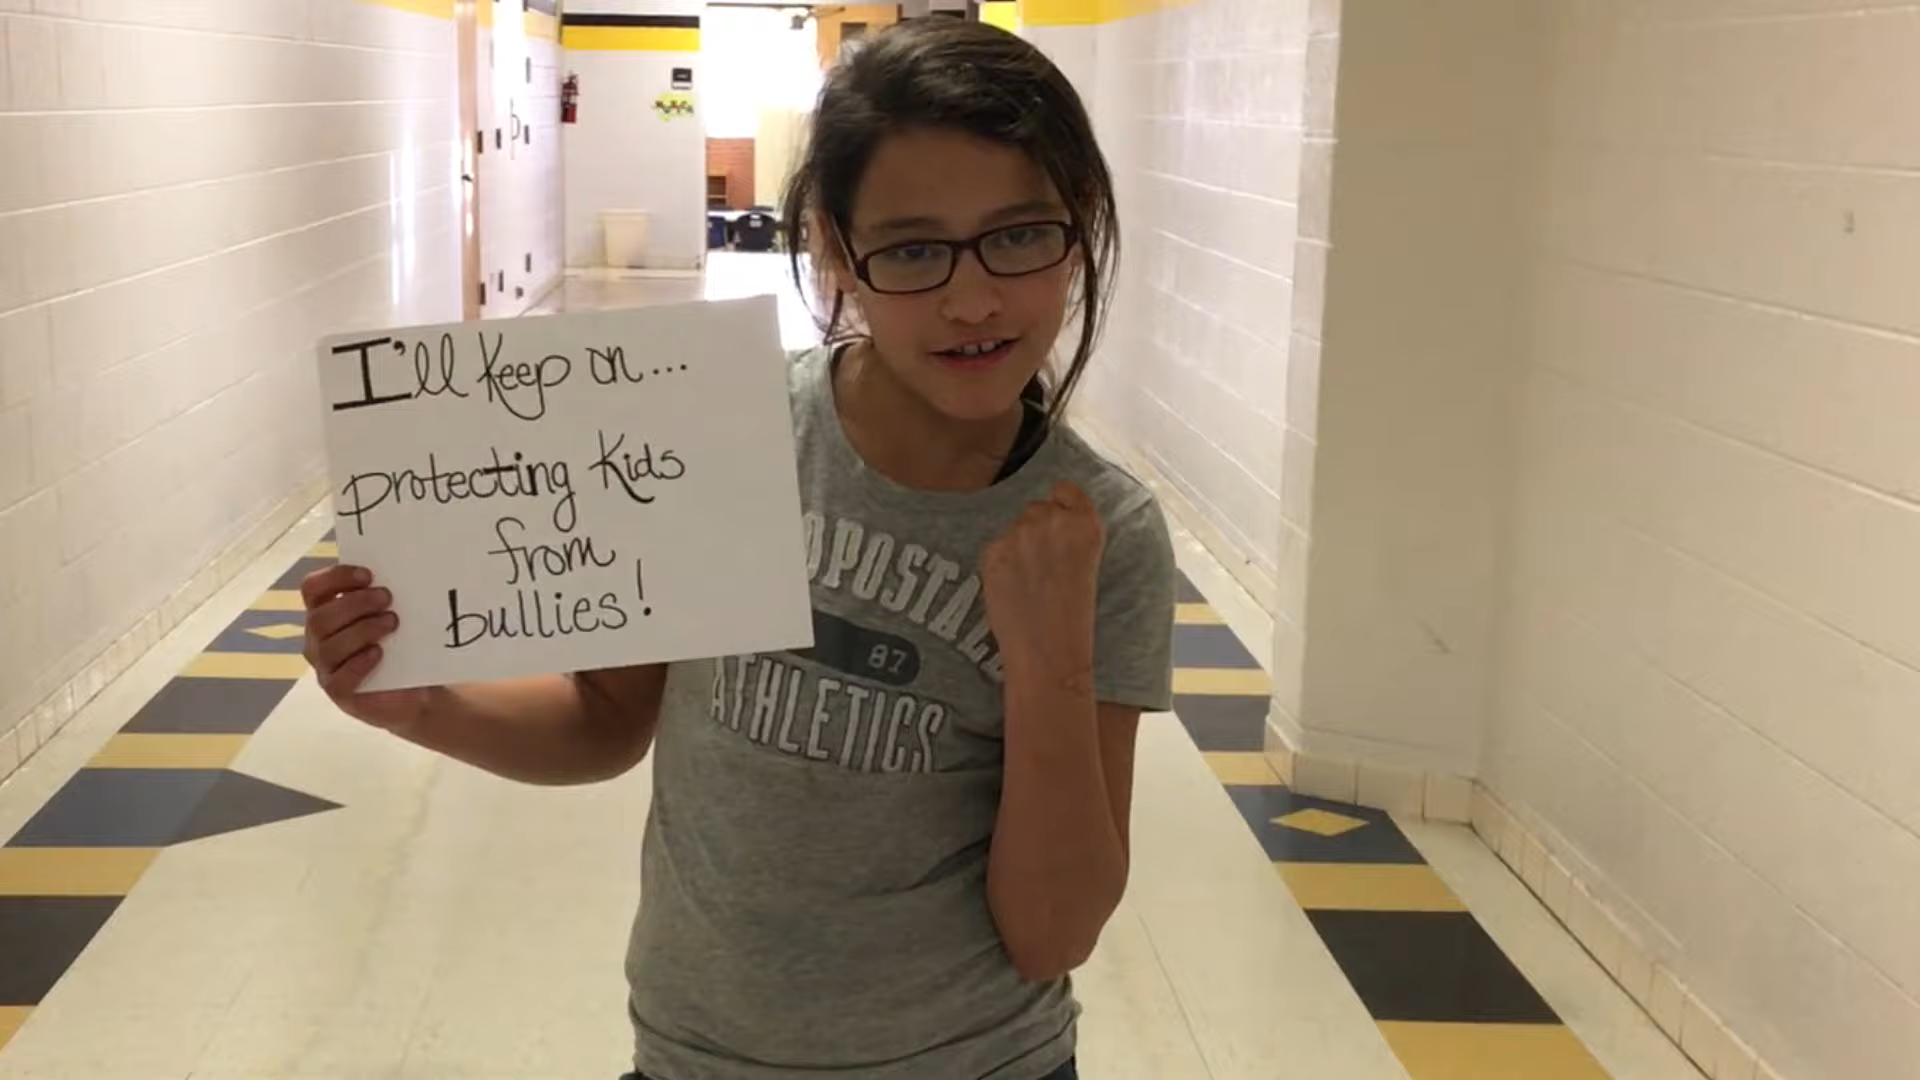 I'll keep on...
protecting kids
from
bullies!
87
ATHLETICS